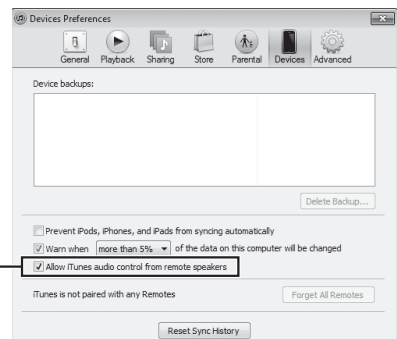 Devices Preferences
General Playback Sharing Store Parental Devices Advanced
Device backups:
Delete Backup...
Prevent iPods, iPhones, and iPads from syncing automatically
Warn when more than 5% of the data on this computer will be changed
Allow iTunes audio control from remote speakers
iTunes is not paired with any Remotes
Forget All Remotes
Reset Sync History